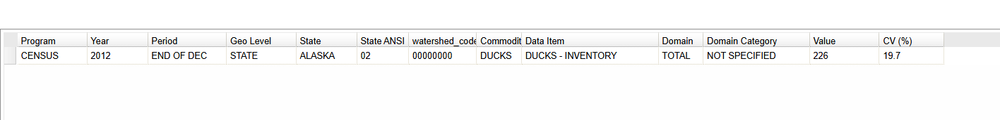 Program Year Period Geo Level State State ANSI watershed_code Commodit Data Item Domain Domain Category Value CV (%)
CENSUS 2012 END OF DEC STATE ALASKA 02 00000000 DUCKS DUCKS - INVENTORY TOTAL NOT SPECIFIED 226 19.7